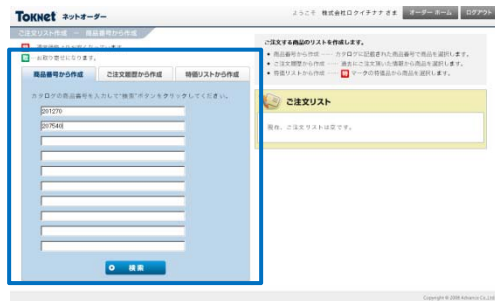 TOKNET ネットオーダー
ようこそ 株式会社ロクイチナナ さま オーダーホーム ログアウト
ご注文リスト作成 ― 商品番号から作成
お取り寄せになります。
商品番号から作成 ご注文履歴から作成 特価リストから作成
カタログの商品番号を入力して"検索"ボタンをクリックしてください。
201270
207540
検索
ご注文する商品のリストを作成します。
● 商品番号から作成 …… カタログに記載された商品番号で商品を選択します。
● ご注文履歴から作成 …… 過去にご注文頂いた履歴から商品を選択します。
● 特価リストから作成 …… 特 マークの特価品から商品を選択します。
ご注文リスト
現在、ご注文リストは空です。
Copyright © 2008 Advance Co.,Ltd